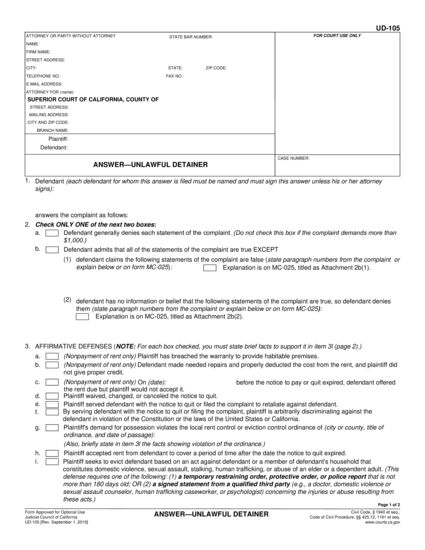 UD-105
ATTORNEY OR PARTY WITHOUT ATTORNEY STATE BAR NUMBER: FOR COURT USE ONLY
NAME:
FIRM NAME:
STREET ADDRESS:
CITY: STATE: ZIP CODE:
TELEPHONE NO.: FAX NO.:
E-MAIL ADDRESS:
ATTORNEY FOR (name):
SUPERIOR COURT OF CALIFORNIA, COUNTY OF
STREET ADDRESS:
MAILING ADDRESS:
CITY AND ZIP CODE:
BRANCH NAME:
Plaintiff:
Defendant:
ANSWER—UNLAWFUL DETAINER CASE NUMBER:
1. Defendant (each defendant for whom this answer is filed must be named and must sign this answer unless his or her attorney
signs):
answers the complaint as follows:
2. Check ONLY ONE of the next two boxes:
a. Defendant generally denies each statement of the complaint. (Do not check this box if the complaint demands more than
$1,000.)
b. Defendant admits that all of the statements of the complaint are true EXCEPT
(1) defendant claims the following statements of the complaint are false (state paragraph numbers from the complaint or
explain below or on form MC-025): Explanation is on MC-025, titled as Attachment 2b(1).
(2) defendant has no information or belief that the following statements of the complaint are true, so defendant denies
them (state paragraph numbers from the complaint or explain below or on form MC-025):
Explanation is on MC-025, titled as Attachment 2b(2).
3. AFFIRMATIVE DEFENSES (NOTE: For each box checked, you must state brief facts to support it in item 3l (page 2).)
a. (Nonpayment of rent only) Plaintiff has breached the warranty to provide habitable premises.
b. (Nonpayment of rent only) Defendant made needed repairs and properly deducted the cost from the rent, and plaintiff did
not give proper credit.
c. (Nonpayment of rent only) On (date): before the notice to pay or quit expired, defendant offered
the rent due but plaintiff would not accept it.
d. Plaintiff waived, changed, or canceled the notice to quit.
e. Plaintiff served defendant with the notice to quit or filed the complaint to retaliate against defendant.
f. By serving defendant with the notice to quit or filing the complaint, plaintiff is arbitrarily discriminating against the
defendant in violation of the Constitution or the laws of the United States or California.
g. Plaintiff's demand for possession violates the local rent control or eviction control ordinance of (city or county, title of
ordinance, and date of passage):
(Also, briefly state in item 3l the facts showing violation of the ordinance.)
h. Plaintiff accepted rent from defendant to cover a period of time after the date the notice to quit expired.
i. Plaintiff seeks to evict defendant based on an act against defendant or a member of defendant's household that
constitutes domestic violence, sexual assault, stalking, human trafficking, or abuse of an elder or a dependent adult. (This
defense requires one of the following: (1) a temporary restraining order, protective order, or police report that is not
more than 180 days old; OR (2) a signed statement from a qualified third party (e.g., a doctor, domestic violence or
sexual assault counselor, human trafficking caseworker, or psychologist) concerning the injuries or abuse resulting from
these acts.)
Page 1 of 2
Form Approved for Optional Use
Judicial Council of California
UD-105 [Rev. September 1, 2019]
ANSWER—UNLAWFUL DETAINER
Civil Code, § 1940 et seq.;
Code of Civil Procedure, §§ 425.12, 1161 et seq.
www.courts.ca.gov